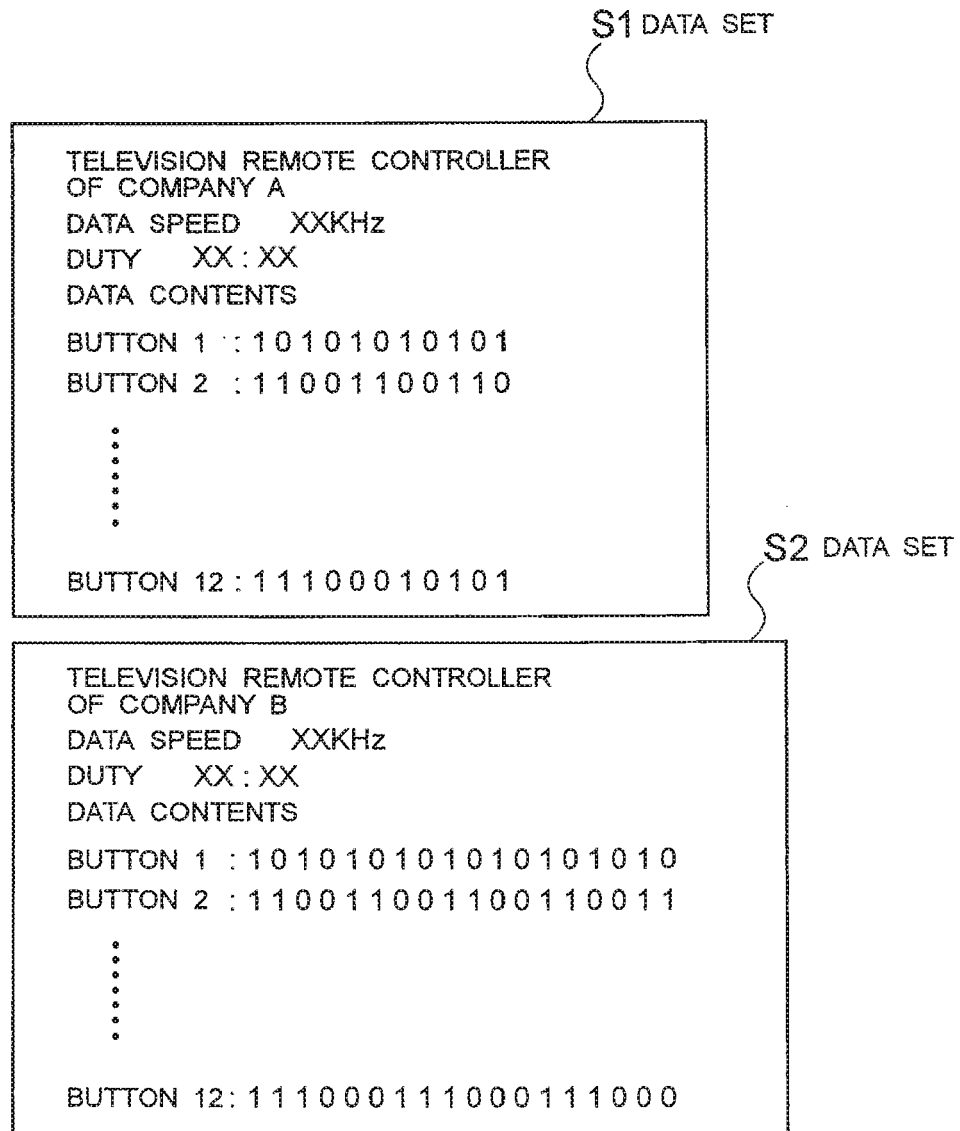 S1 DATA SET
TELEVISION REMOTE CONTROLLER
OF COMPANY A
DATA SPEED XXKHz
DUTY XX : XX
DATA CONTENTS
BUTTON 1 : 1 0 1 0 1 0 1 0 1 0 1
BUTTON 2 : 1 1 0 0 1 1 0 0 1 1 0
BUTTON 12 : 1 1 1 0 0 0 1 0 1 0 1
S2 DATA SET
TELEVISION REMOTE CONTROLLER
OF COMPANY B
DATA SPEED XXKHz
DUTY XX : XX
DATA CONTENTS
BUTTON 1 : 1 0 1 0 1 0 1 0 1 0 1 0 1 0 1 0 1 0
BUTTON 2 : 1 1 0 0 1 1 0 0 1 1 0 0 1 1 0 0 1 1
BUTTON 12 : 1 1 1 0 0 0 1 1 1 0 0 0 1 1 1 0 0 0